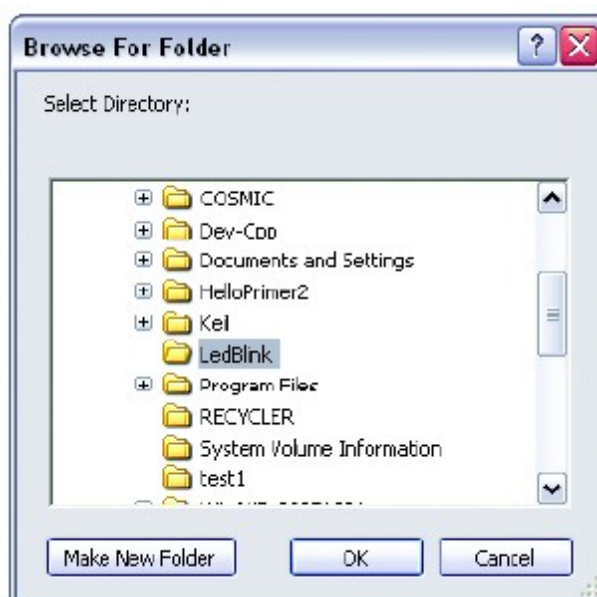 Browse For Folder
?
Select Directory:
COSMIC
Dev-Cpp
Documents and Settings
HelloPrimer2
Keil
LedBlink
Program Files
RECYCLER
System Volume Information
test1
Make New Folder
OK
Cancel